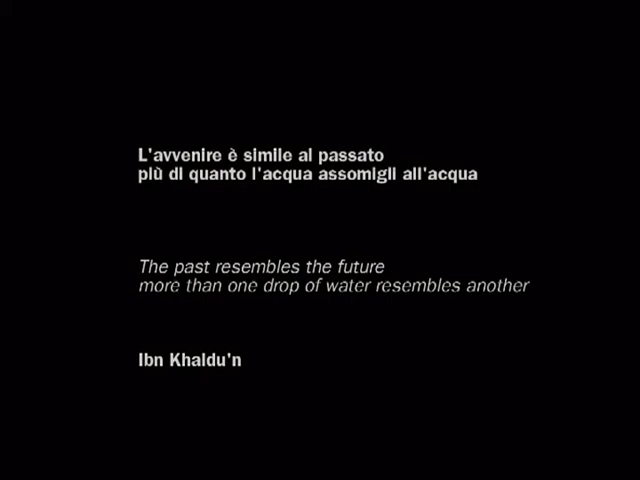 L'avvenire è simile al passato
più di quanto l'acqua assomigli all'acqua
The past resembles the future
more than one drop of water resembles another
Ibn Khaldu'n